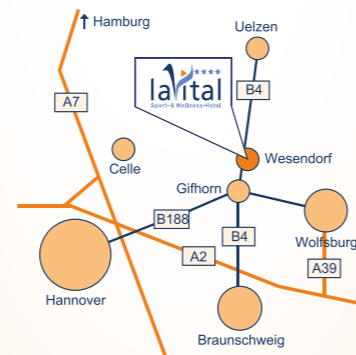 ↑ Hamburg
Uelzen
A7
B4
laVital
Sport- & Wellness-Hotel
Celle
Wesendorf
Gifhorn
B188
B4
Wolfsburg
A2
A39
Hannover
Braunschweig